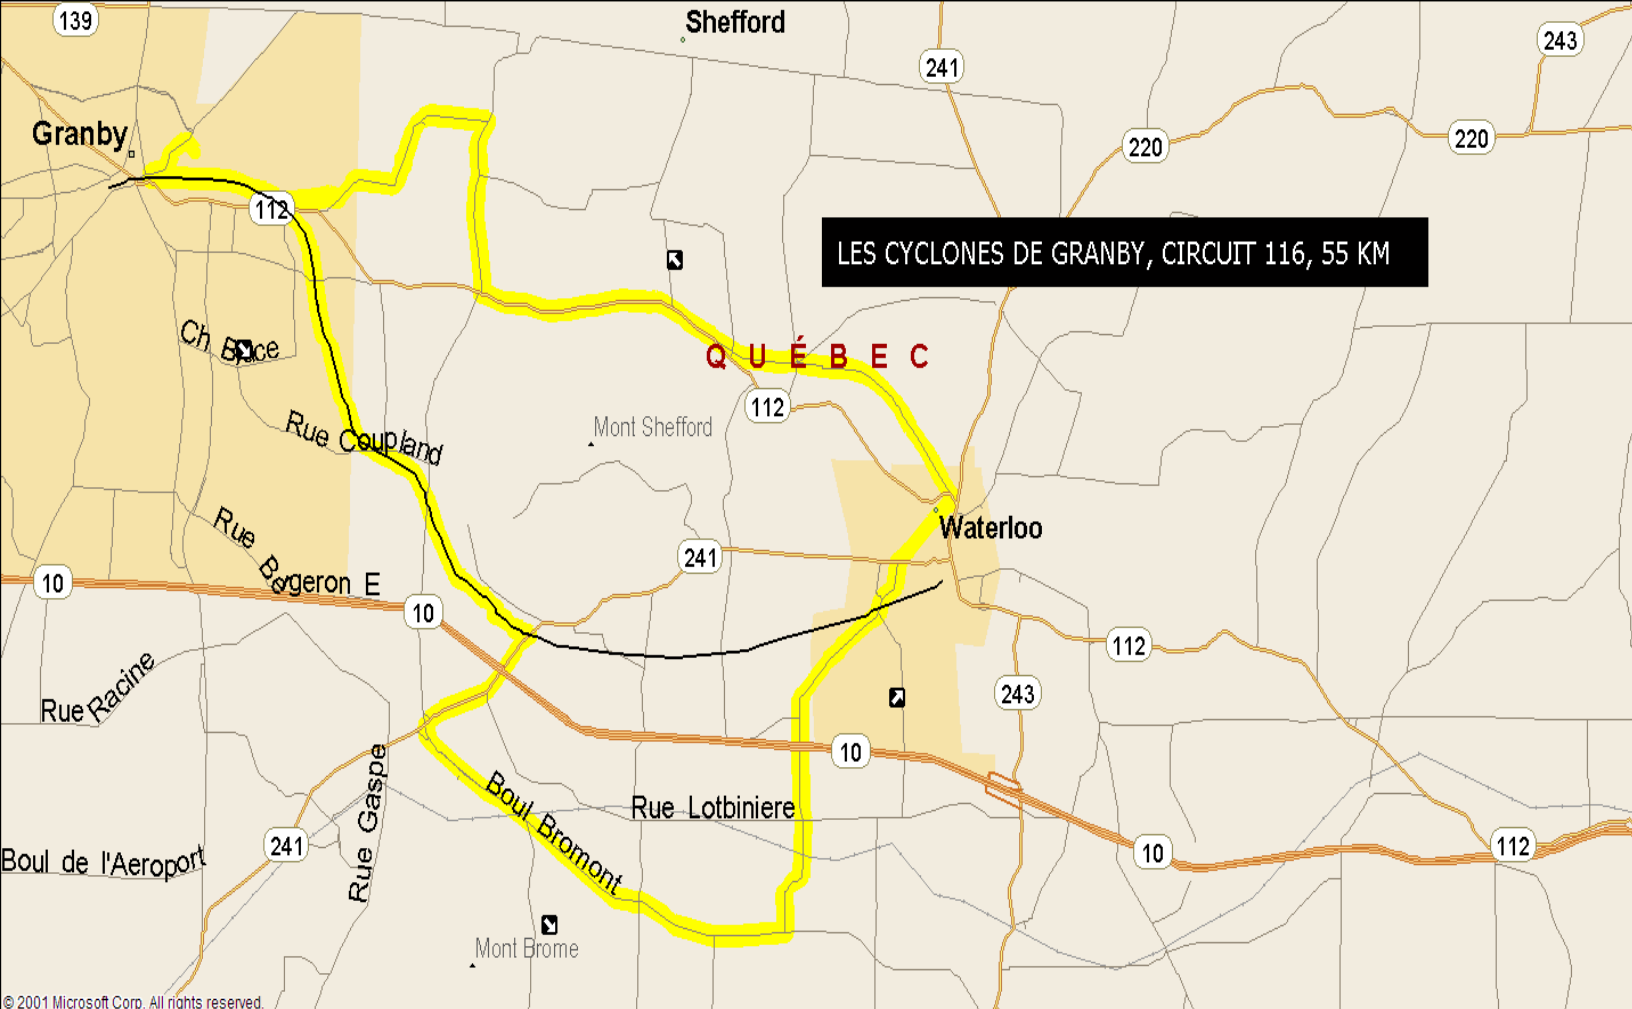 139
Shefford
241
243
Granby
220
220
112
LES CYCLONES DE GRANBY, CIRCUIT 116, 55 KM
Ch Bruce
QUÉBEC
112
Rue Coupland
Mont Shefford
Rue Bergeron E
Waterloo
241
10
10
112
Rue Racine
243
10
Rue Gaspe
Boul Bromont
Rue Lotbiniere
241
10
112
Boul de l'Aeroport
Mont Brome
© 2001 Microsoft Corp. All rights reserved.